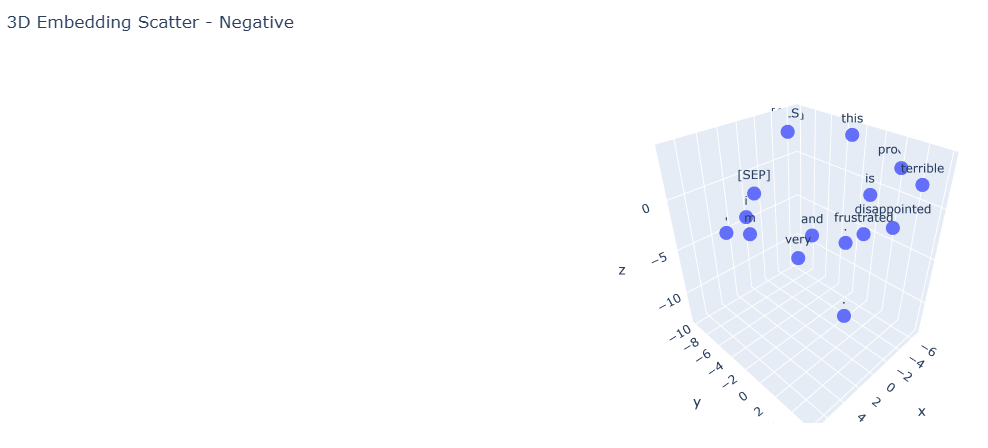 3D Embedding Scatter - Negative
this
terrible
[SEP]
is
i
disappointed
'
m
and
frustrated
.
very
.
0
−5
−10
z
−10
−8
−6
−4
−2
0
2
y
−6
−4
−2
0
2
4
x